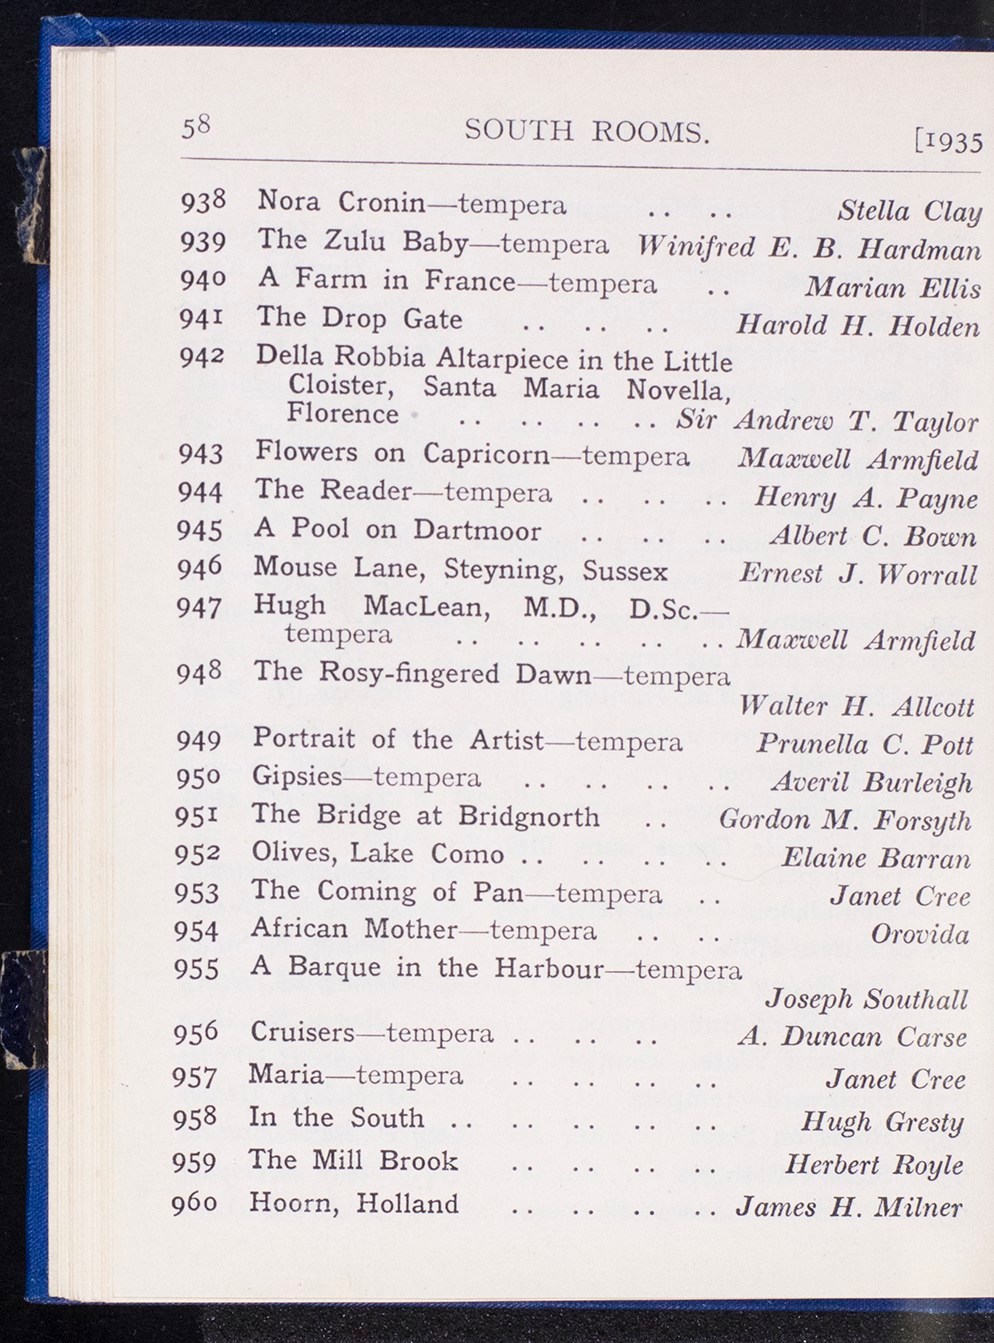 58 SOUTH ROOMS. [1935
938 Nora Cronin—tempera .. .. Stella Clay
939 The Zulu Baby—tempera Winifred E. B. Hardman
940 A Farm in France—tempera .. Marian Ellis
941 The Drop Gate .. .. .. Harold H. Holden
942 Della Robbia Altarpiece in the Little
Cloister, Santa Maria Novella,
Florence .. .. .. .. Sir Andrew T. Taylor
943 Flowers on Capricorn—tempera Maxwell Armfield
944 The Reader—tempera .. .. .. Henry A. Payne
945 A Pool on Dartmoor .. .. .. Albert C. Bown
946 Mouse Lane, Steyning, Sussex Ernest J. Worrall
947 Hugh MacLean, M.D., D.Sc.—
tempera .. .. .. .. .. Maxwell Armfield
948 The Rosy-fingered Dawn—tempera
Walter H. Allcott
949 Portrait of the Artist—tempera Prunella C. Pott
950 Gipsies—tempera .. .. .. .. Averil Burleigh
951 The Bridge at Bridgnorth .. Gordon M. Forsyth
952 Olives, Lake Como .. .. .. .. Elaine Barran
953 The Coming of Pan—tempera .. Janet Cree
954 African Mother—tempera .. .. Orovida
955 A Barque in the Harbour—tempera
Joseph Southall
956 Cruisers—tempera .. .. .. A. Duncan Carse
957 Maria—tempera .. .. .. .. Janet Cree
958 In the South .. .. .. .. .. Hugh Gresty
959 The Mill Brook .. .. .. .. Herbert Royle
960 Hoorn, Holland .. .. .. .. James H. Milner